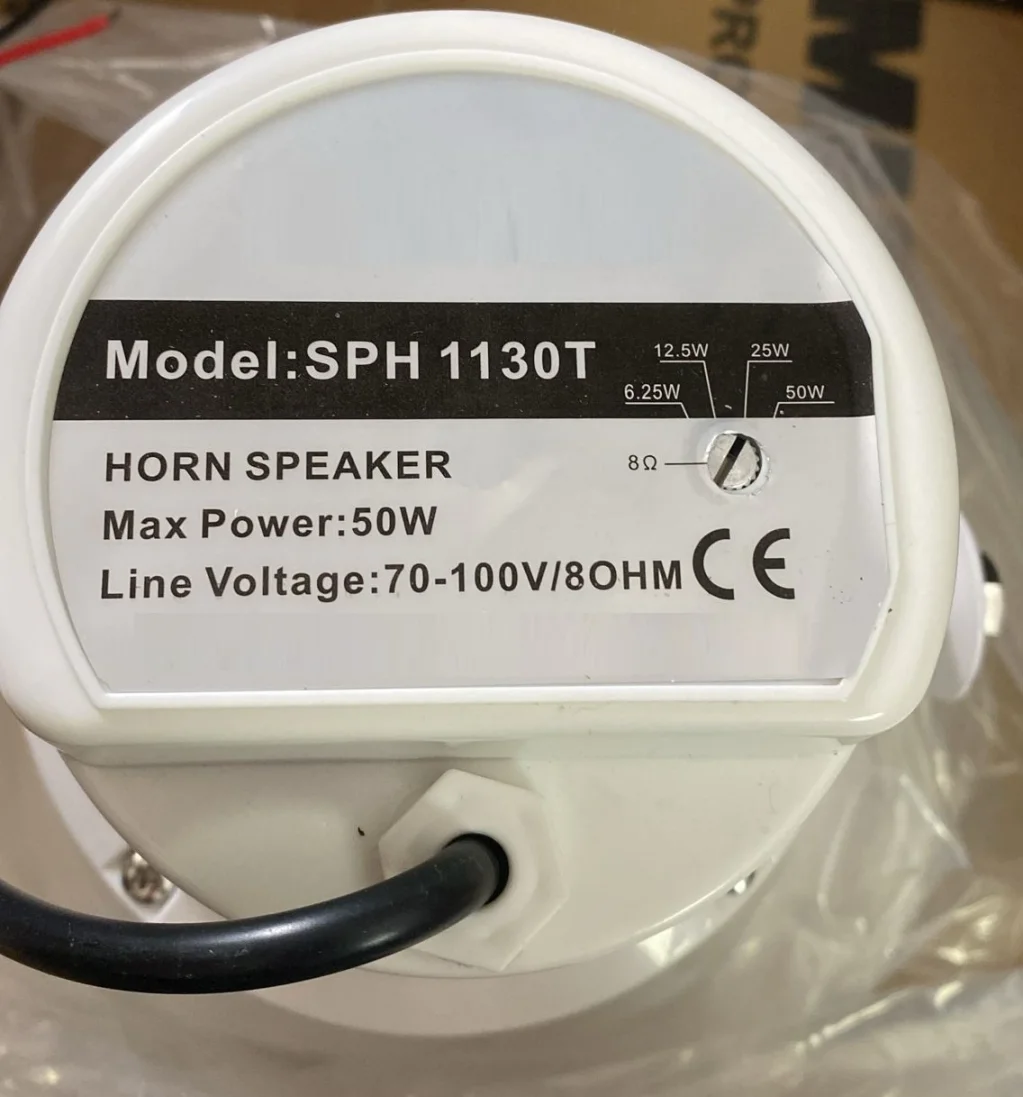 Model:SPH 1130T
12.5W 25W
6.25W 50W
8Ω
HORN SPEAKER
Max Power:50W
Line Voltage:70-100V/8OHM CE